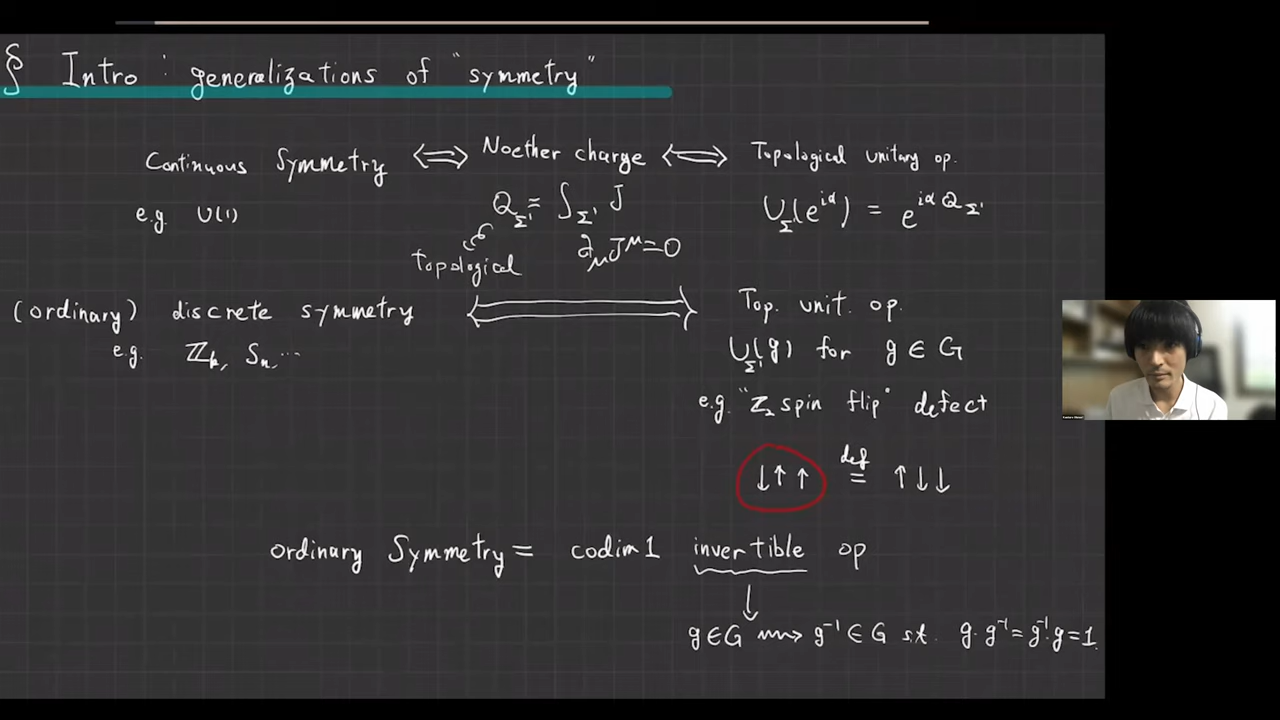 § Intro : generalizations of "symmetry"
Continuous Symmetry ⟺ Noether charge ⟺ Topological unitary op.
e.g. U(1) Q_Σ = ∫_Σ J U_Σ(e^{iα}) = e^{iα Q_Σ}
topological ∂_μ J^μ = 0
(ordinary) discrete symmetry ⟺ Top. unit. op.
e.g. ℤ_k, S_n, ... U_Σ(g) for g ∈ G
e.g. "ℤ_2 spin flip" defect
↓↑↑ def = ↑↓↓
ordinary Symmetry = codim 1 invertible op
↓
g ∈ G ⟿ g^{-1} ∈ G s.t. g·g^{-1} = g^{-1}·g = 1.